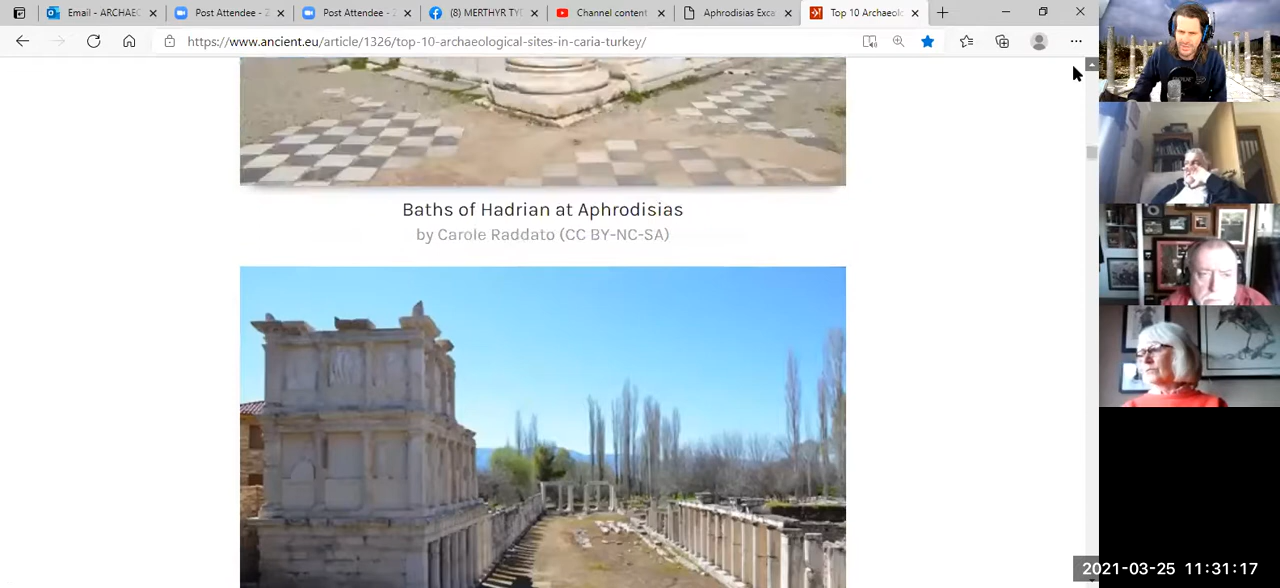 Email - ARCHAEC
Post Attendee - Z
Post Attendee - Z
(8) MERTHYR TY
Channel content
Aphrodisias Exca
Top 10 Archaeolo
https://www.ancient.eu/article/1326/top-10-archaeological-sites-in-caria-turkey/
Baths of Hadrian at Aphrodisias
by Carole Raddato (CC BY-NC-SA)
2021-03-25 11:31:17